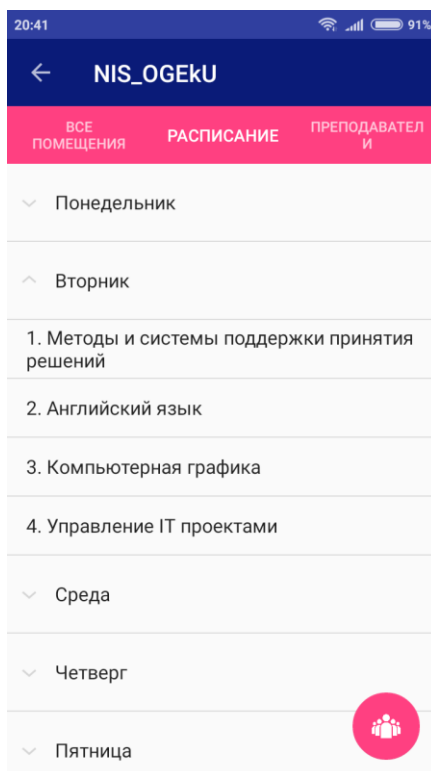 20:41
91%
NIS_OGEkU
ВСЕ
ПОМЕЩЕНИЯ
РАСПИСАНИЕ
ПРЕПОДАВАТЕЛ
И
Понедельник
Вторник
1. Методы и системы поддержки принятия
решений
2. Английский язык
3. Компьютерная графика
4. Управление IT проектами
Среда
Четверг
Пятница